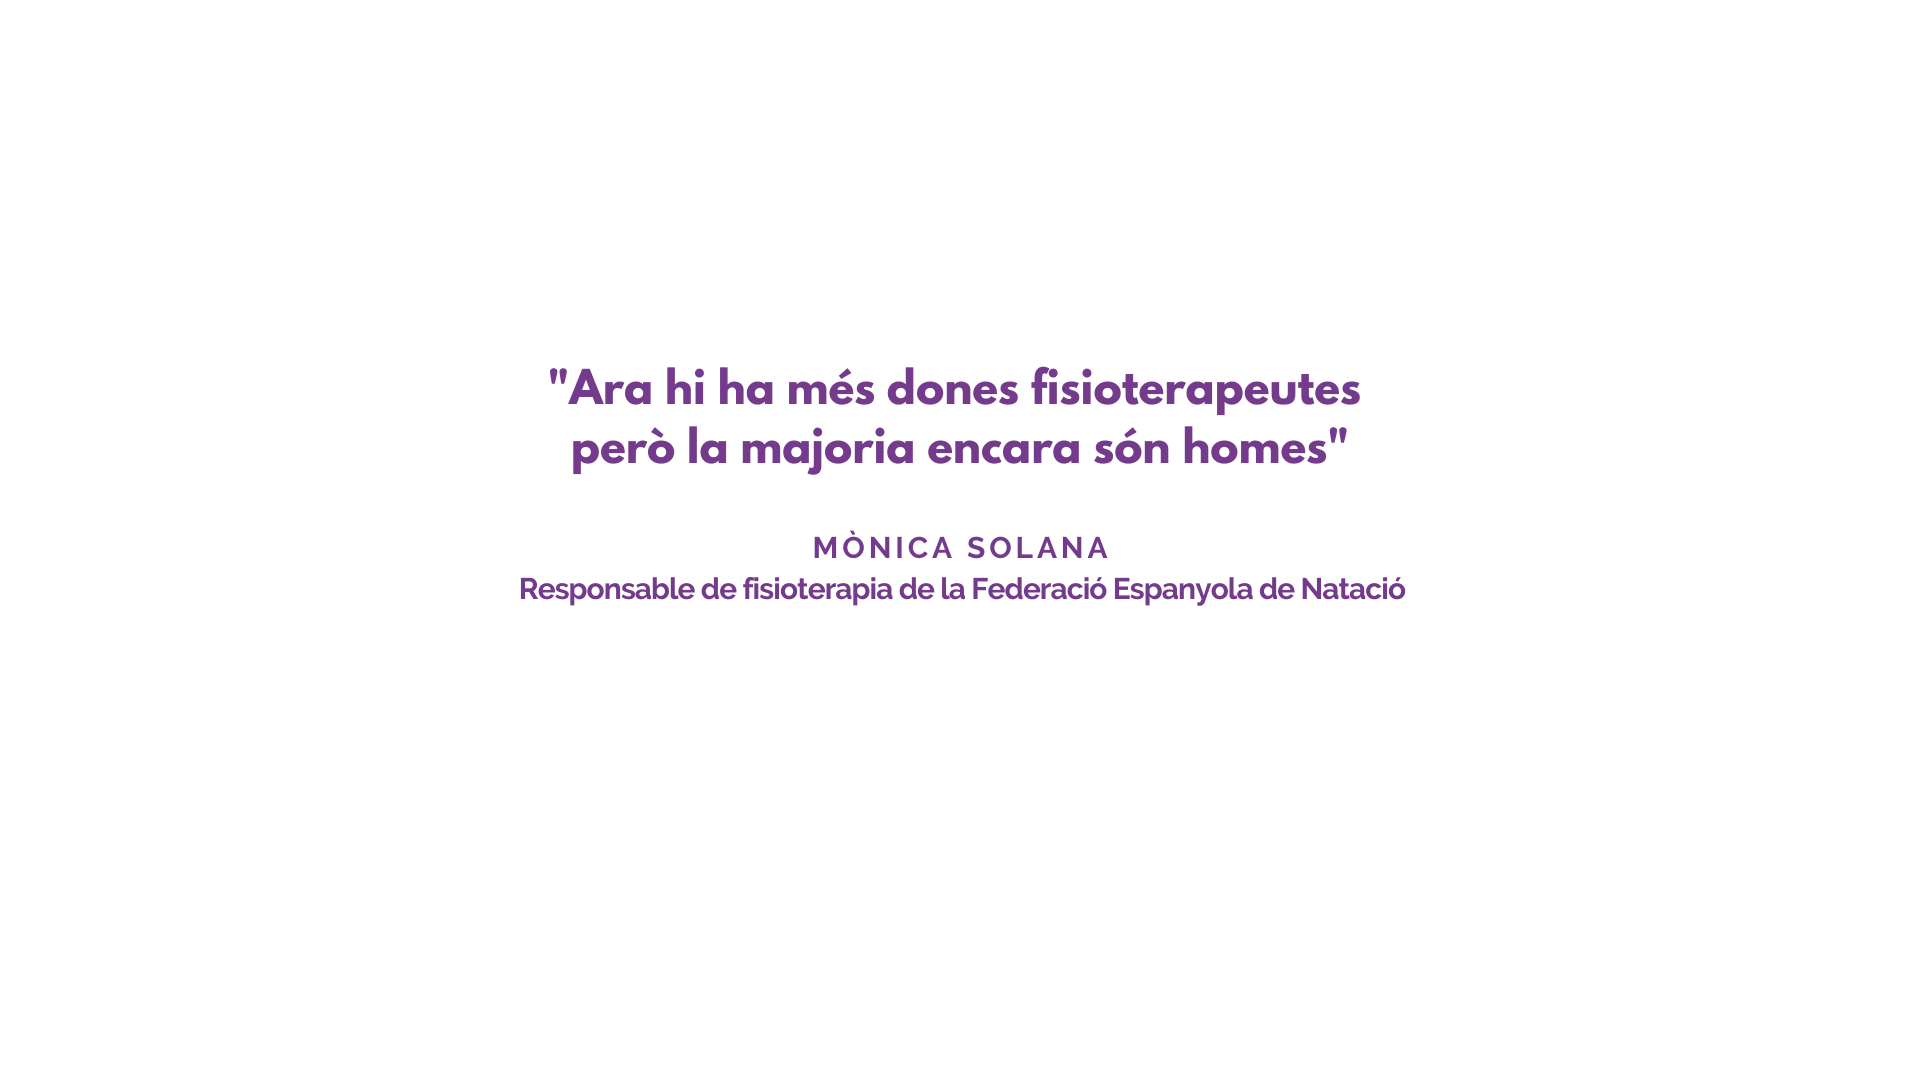 "Ara hi ha més dones fisioterapeutes
però la majoria encara són homes"
MÒNICA SOLANA
Responsable de fisioterapia de la Federació Espanyola de Natació